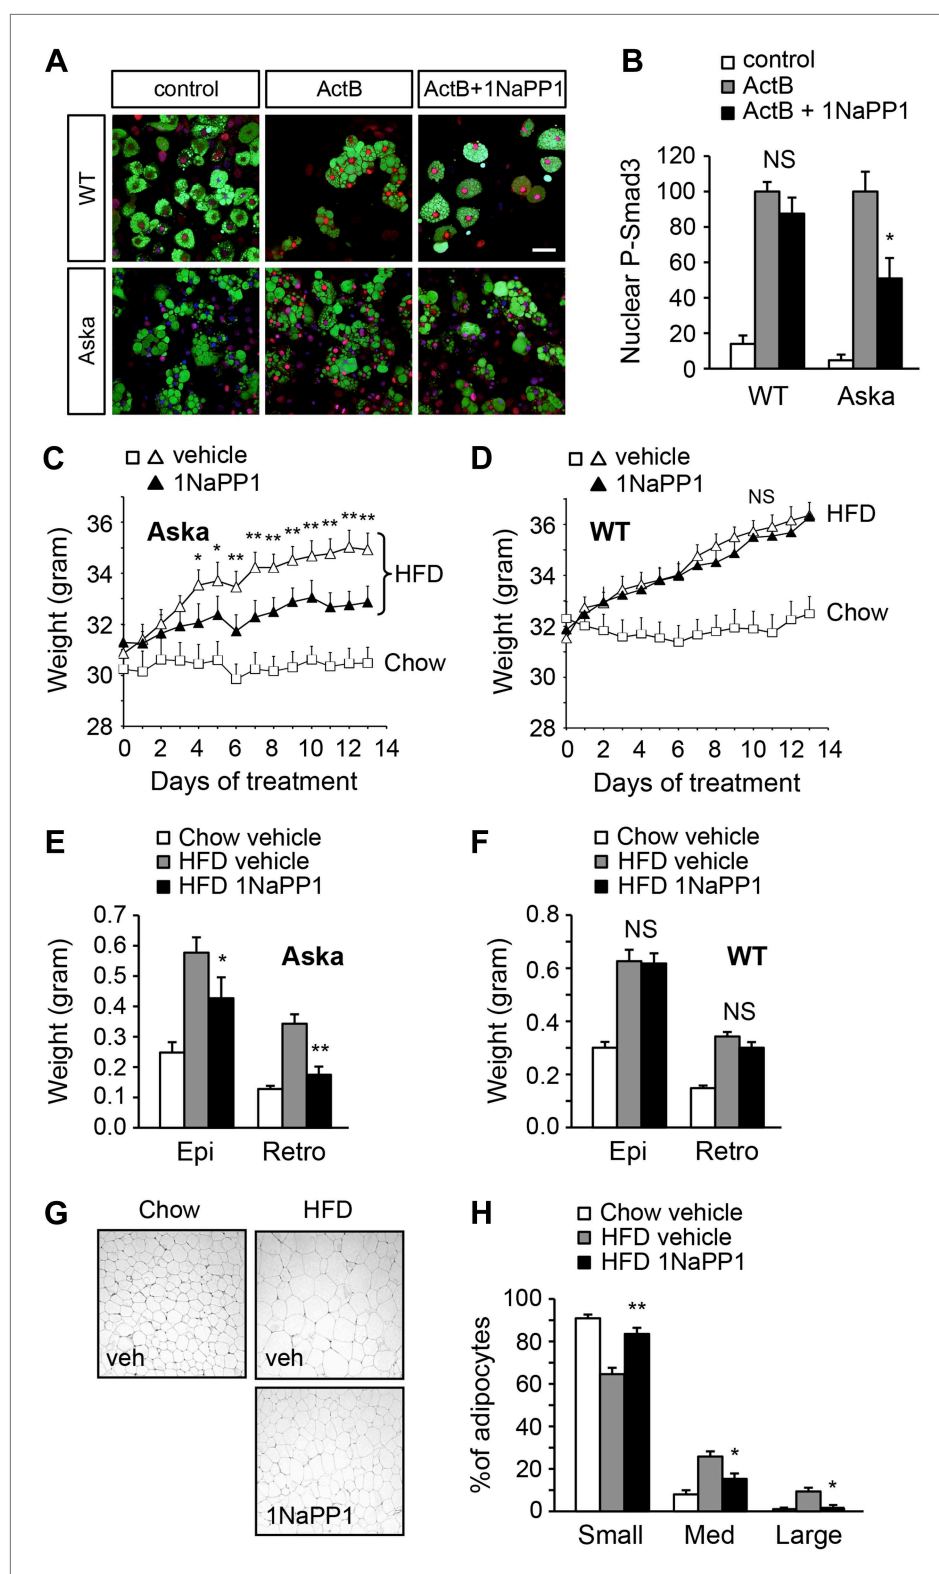 A
control
ActB
ActB+1NaPP1
WT
Aska
B
control
ActB
ActB + 1NaPP1
Nuclear P-Smad3
120
100
80
60
40
20
0
NS
*
WT
Aska
C
vehicle
1NaPP1
Aska
Weight (gram)
36
34
32
30
28
* * ** ** ** ** ** ** ** **
HFD
Chow
0 2 4 6 8 10 12 14
Days of treatment
D
vehicle
1NaPP1
WT
NS
HFD
Chow
Weight (gram)
36
34
32
30
28
0 2 4 6 8 10 12 14
Days of treatment
E
Chow vehicle
HFD vehicle
HFD 1NaPP1
Weight (gram)
0.7
0.6
0.5
0.4
0.3
0.2
0.1
0.0
Aska
*
**
Epi Retro
F
Chow vehicle
HFD vehicle
HFD 1NaPP1
Weight (gram)
0.8
0.6
0.4
0.2
0.0
NS
WT
NS
Epi Retro
G
Chow
HFD
veh
veh
1NaPP1
H
Chow vehicle
HFD vehicle
HFD 1NaPP1
%of adipocytes
100
80
60
40
20
0
**
*
*
Small Med Large